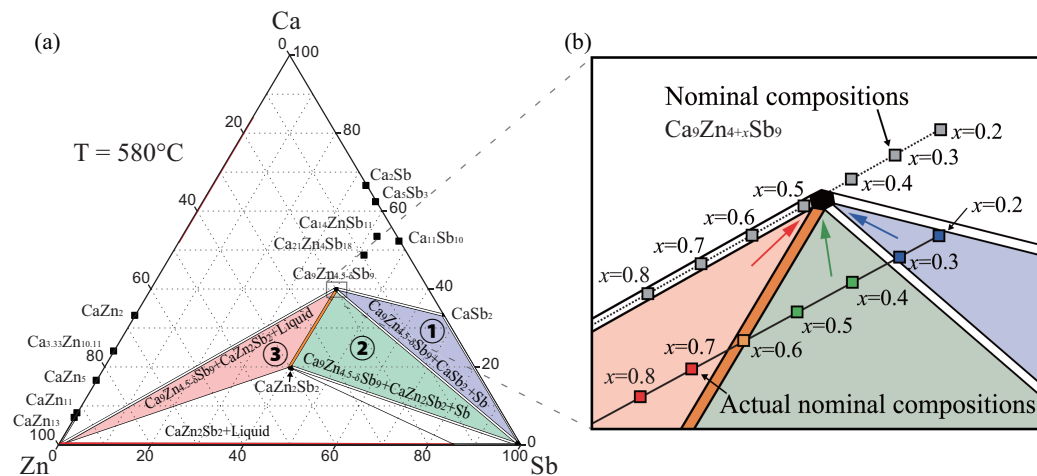 (a)
Ca
(b)
0
100
T = 580°C
20
80
40
60
60
40
80
20
100
0
Ca₂Sb
Ca₅Sb₃
Ca₁₄ZnSb₁₁
Ca₁₁Sb₁₀
Ca₂₁Zn₄Sb₁₈
Ca₉Zn₄.₅₋δSb₉
CaSb₂
CaZn₂
Ca₃.₃₃Zn₁₀.₁₁
CaZn₅
CaZn₁₁
CaZn₁₃
Ca₉Zn₄.₅₋δSb₉+CaZn₂Sb₂+Liquid
Ca₉Zn₄.₅₋δSb₉+CaSb₂+Sb
Ca₉Zn₄.₅₋δSb₉+CaZn₂Sb₂+Sb
①
②
③
CaZn₂Sb₂
CaZn₂Sb₂+Liquid
0
20
40
60
80
100
Zn
Sb
Nominal compositions
Ca₉Zn₄₊ₓSb₉
x=0.2
x=0.3
x=0.4
x=0.5
x=0.6
x=0.7
x=0.8
x=0.2
x=0.3
x=0.4
x=0.5
x=0.6
x=0.7
x=0.8
Actual nominal compositions